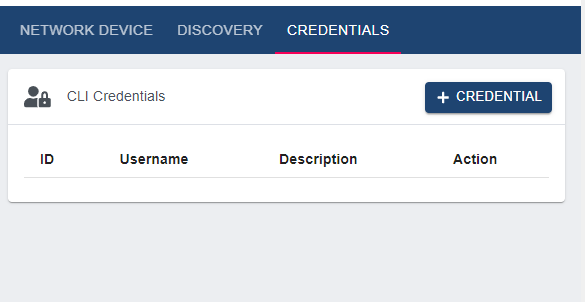 NETWORK DEVICE DISCOVERY CREDENTIALS
CLI Credentials + CREDENTIAL
ID Username Description Action